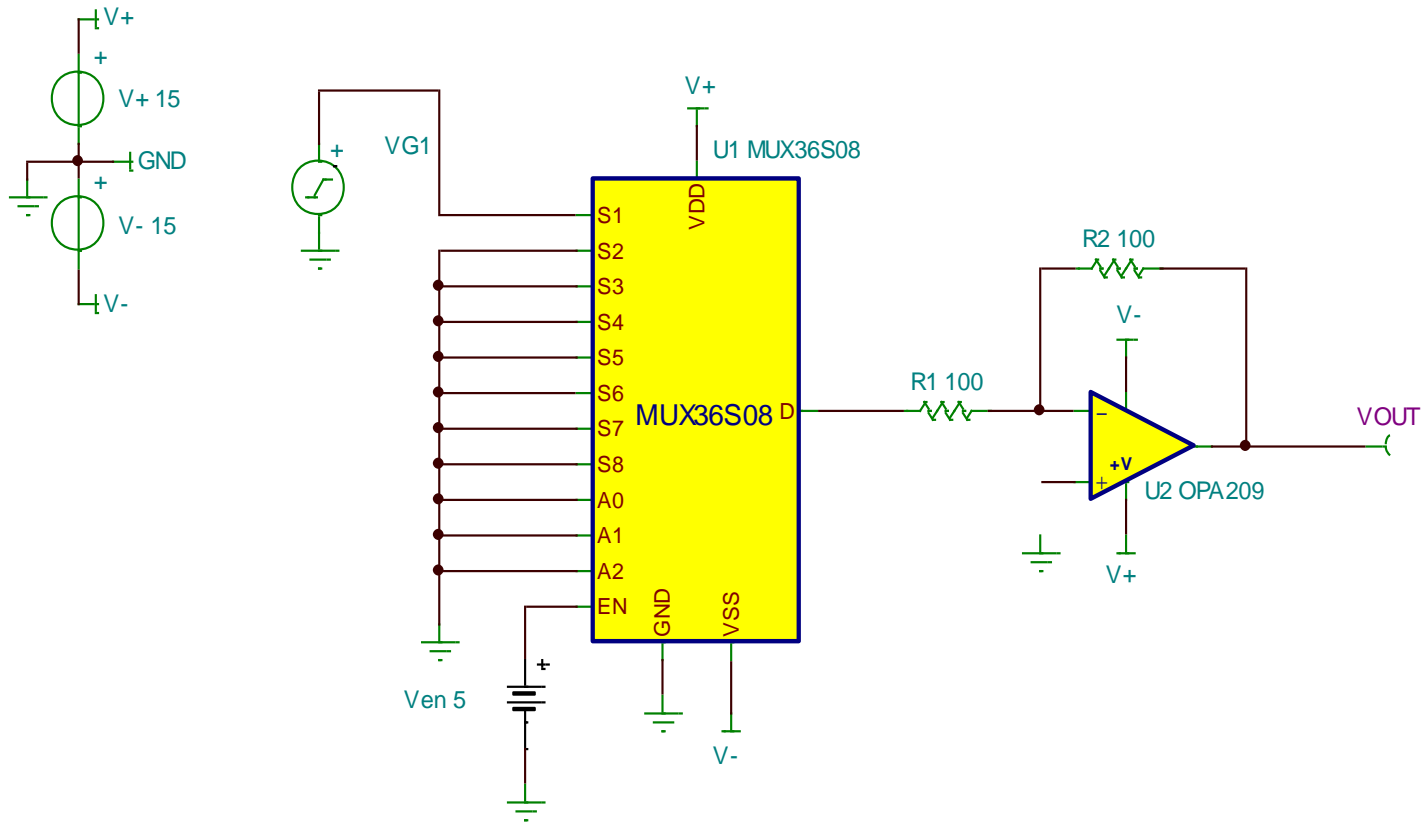 V+
+
V+ 15
GND
+
V- 15
V-
VG1
+
V+
U1 MUX36S08
VDD
S1
S2
S3
S4
S5
S6
S7
S8
A0
A1
A2
EN
MUX36S08
D
GND
VSS
V-
Ven 5
+
R1 100
R2 100
V-
−
+V
+
U2 OPA209
V+
VOUT